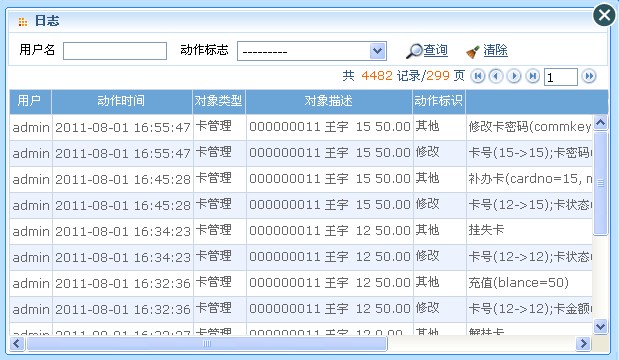 日志
用户名 动作标志 --------- 查询 清除
共 4482 记录/299 页 1
用户 动作时间 对象类型 对象描述 动作标识
admin 2011-08-01 16:55:47 卡管理 000000011 王宇 15 50.00 其他 修改卡密码(commkey
admin 2011-08-01 16:55:47 卡管理 000000011 王宇 15 50.00 修改 卡号(15->15);卡密码
admin 2011-08-01 16:45:28 卡管理 000000011 王宇 15 50.00 其他 补办卡(cardno=15,
admin 2011-08-01 16:45:28 卡管理 000000011 王宇 15 50.00 修改 卡号(12->15);卡状态
admin 2011-08-01 16:34:23 卡管理 000000011 王宇 12 50.00 其他 挂失卡
admin 2011-08-01 16:34:23 卡管理 000000011 王宇 12 50.00 修改 卡号(12->12);卡状态
admin 2011-08-01 16:32:36 卡管理 000000011 王宇 12 50.00 其他 充值(blance=50)
admin 2011-08-01 16:32:36 卡管理 000000011 王宇 12 50.00 修改 卡号(12->12);卡金额
admin 2011-08-01 16:32:27 卡管理 000000011 王宇 12 0.00 其他 解挂卡